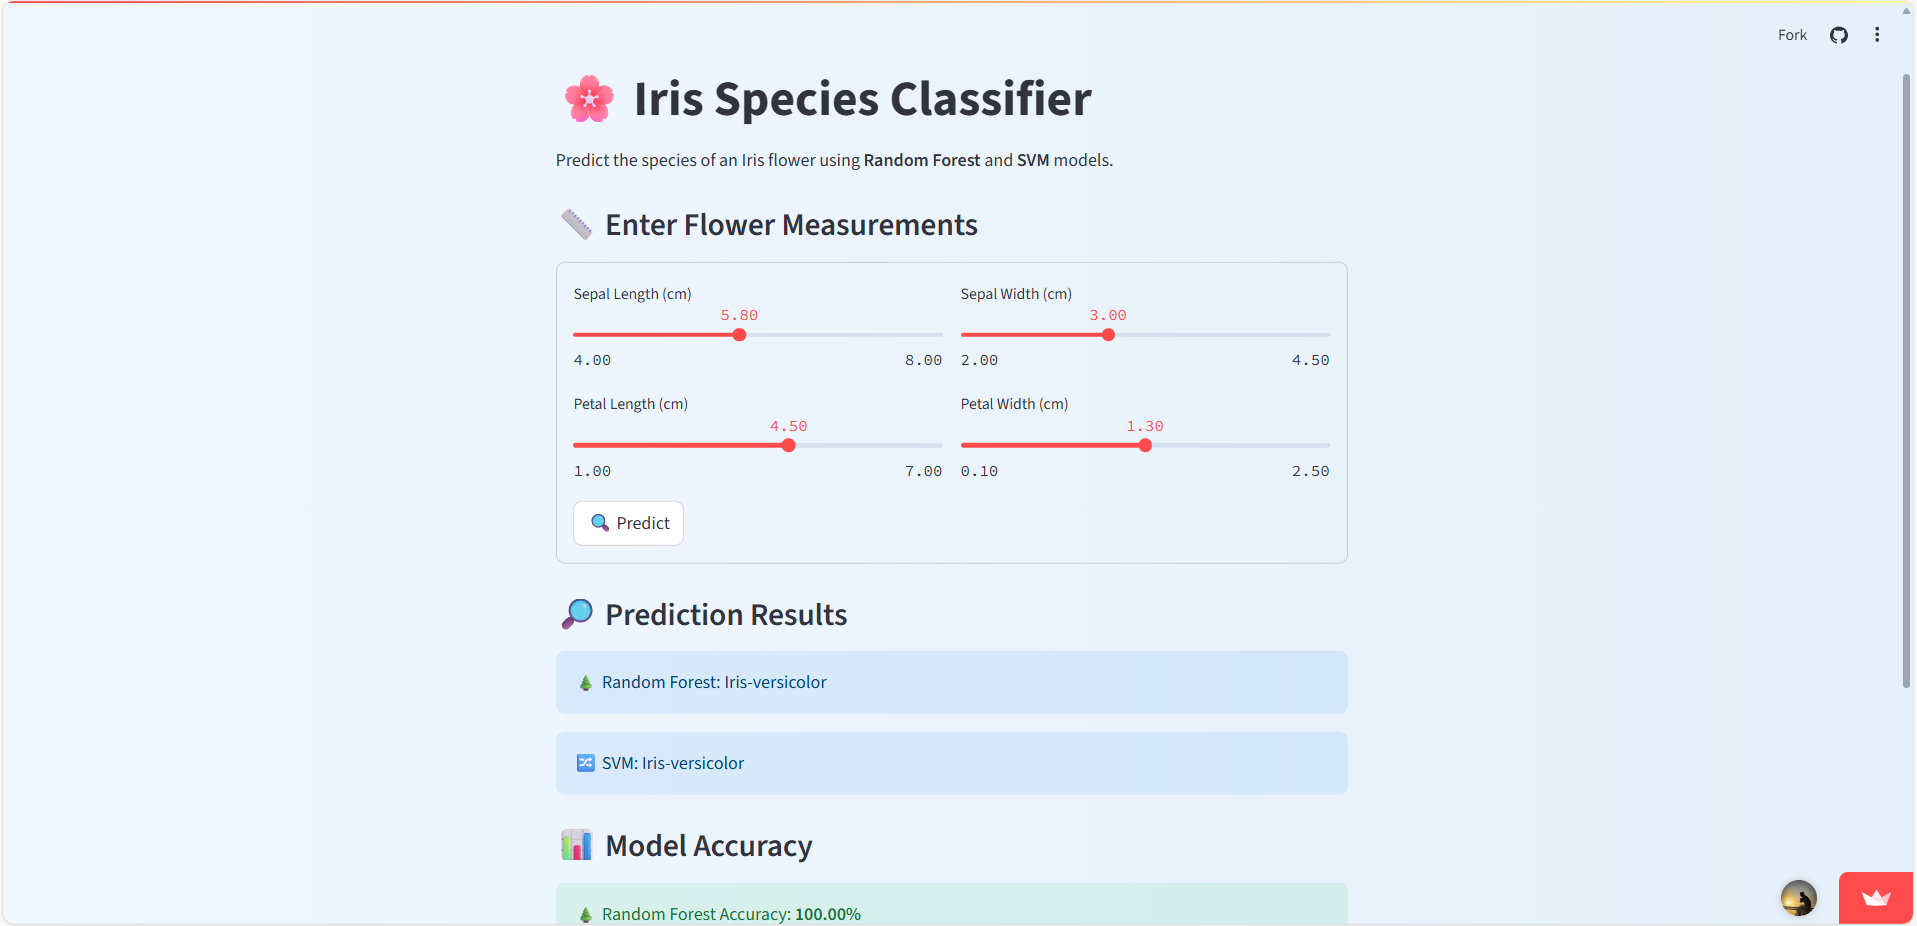 Fork
Iris Species Classifier
Predict the species of an Iris flower using Random Forest and SVM models.
Enter Flower Measurements
Sepal Length (cm)
5.80
4.00 8.00
Sepal Width (cm)
3.00
2.00 4.50
Petal Length (cm)
4.50
1.00 7.00
Petal Width (cm)
1.30
0.10 2.50
Predict
Prediction Results
Random Forest: Iris-versicolor
SVM: Iris-versicolor
Model Accuracy
Random Forest Accuracy: 100.00%